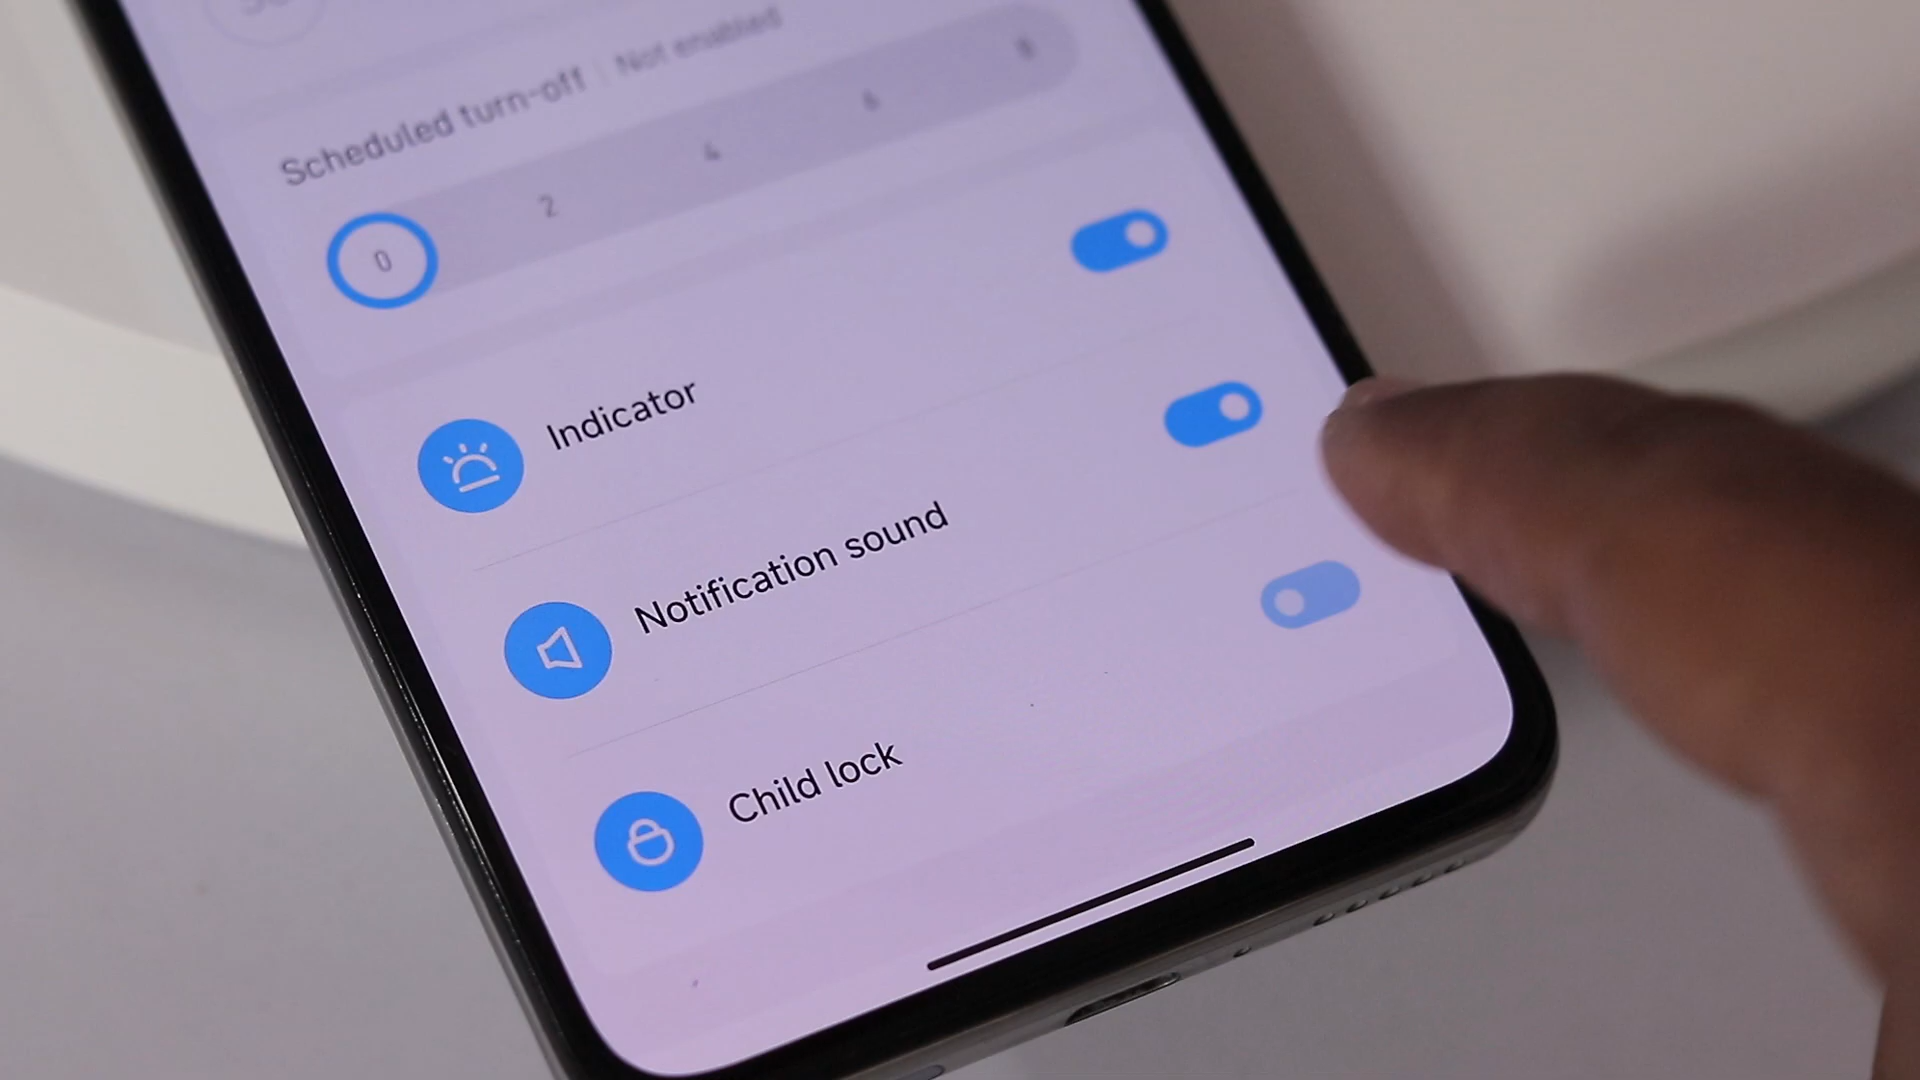 Scheduled turn-off | Not enabled
0 2 4 6 8
Indicator
Notification sound
Child lock